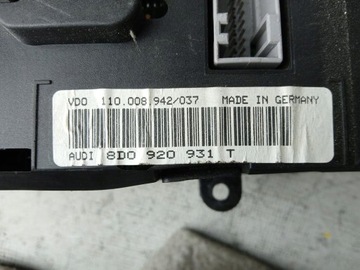 VDO 110.008.942/037 MADE IN GERMANY
AUDI 8D0 920 931 T